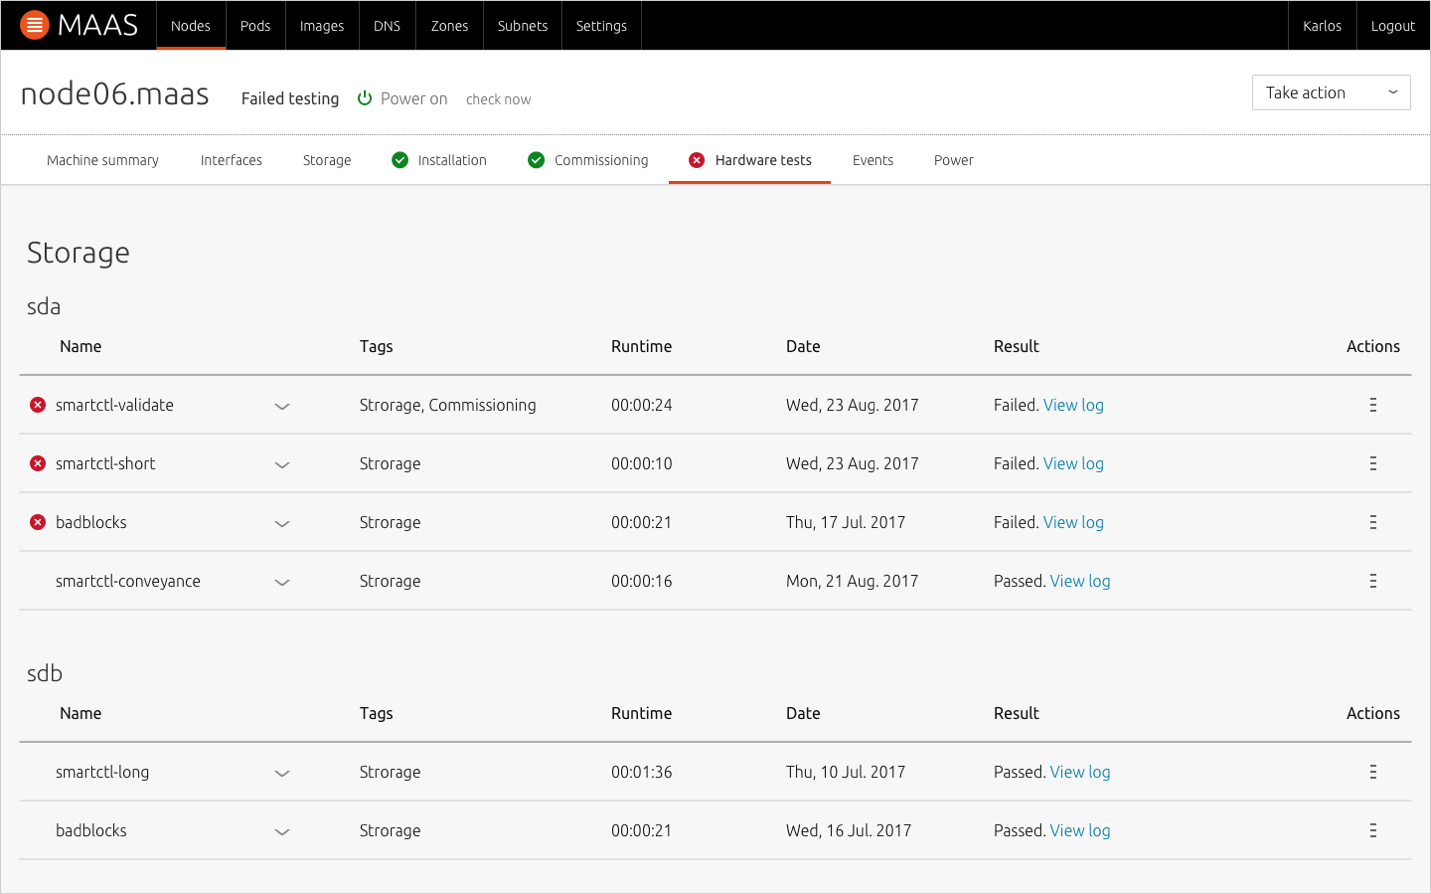 MAAS Nodes Pods Images DNS Zones Subnets Settings Karlos Logout
node06.maas Failed testing Power on check now Take action
Machine summary Interfaces Storage Installation Commissioning Hardware tests Events Power
Storage
sda
Name Tags Runtime Date Result Actions
smartctl-validate Strorage, Commissioning 00:00:24 Wed, 23 Aug. 2017 Failed. View log
smartctl-short Strorage 00:00:10 Wed, 23 Aug. 2017 Failed. View log
badblocks Strorage 00:00:21 Thu, 17 Jul. 2017 Failed. View log
smartctl-conveyance Strorage 00:00:16 Mon, 21 Aug. 2017 Passed. View log
sdb
Name Tags Runtime Date Result Actions
smartctl-long Strorage 00:01:36 Thu, 10 Jul. 2017 Passed. View log
badblocks Strorage 00:00:21 Wed, 16 Jul. 2017 Passed. View log